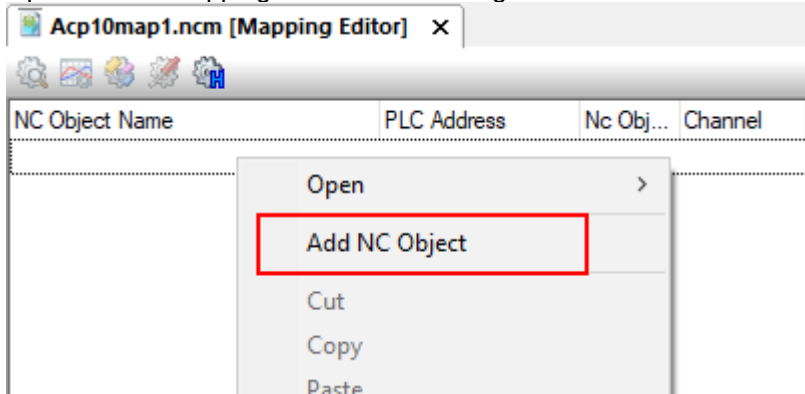 Acp10map1.ncm [Mapping Editor] X
NC Object Name PLC Address Nc Obj... Channel
Open >
Add NC Object
Cut
Copy
Paste